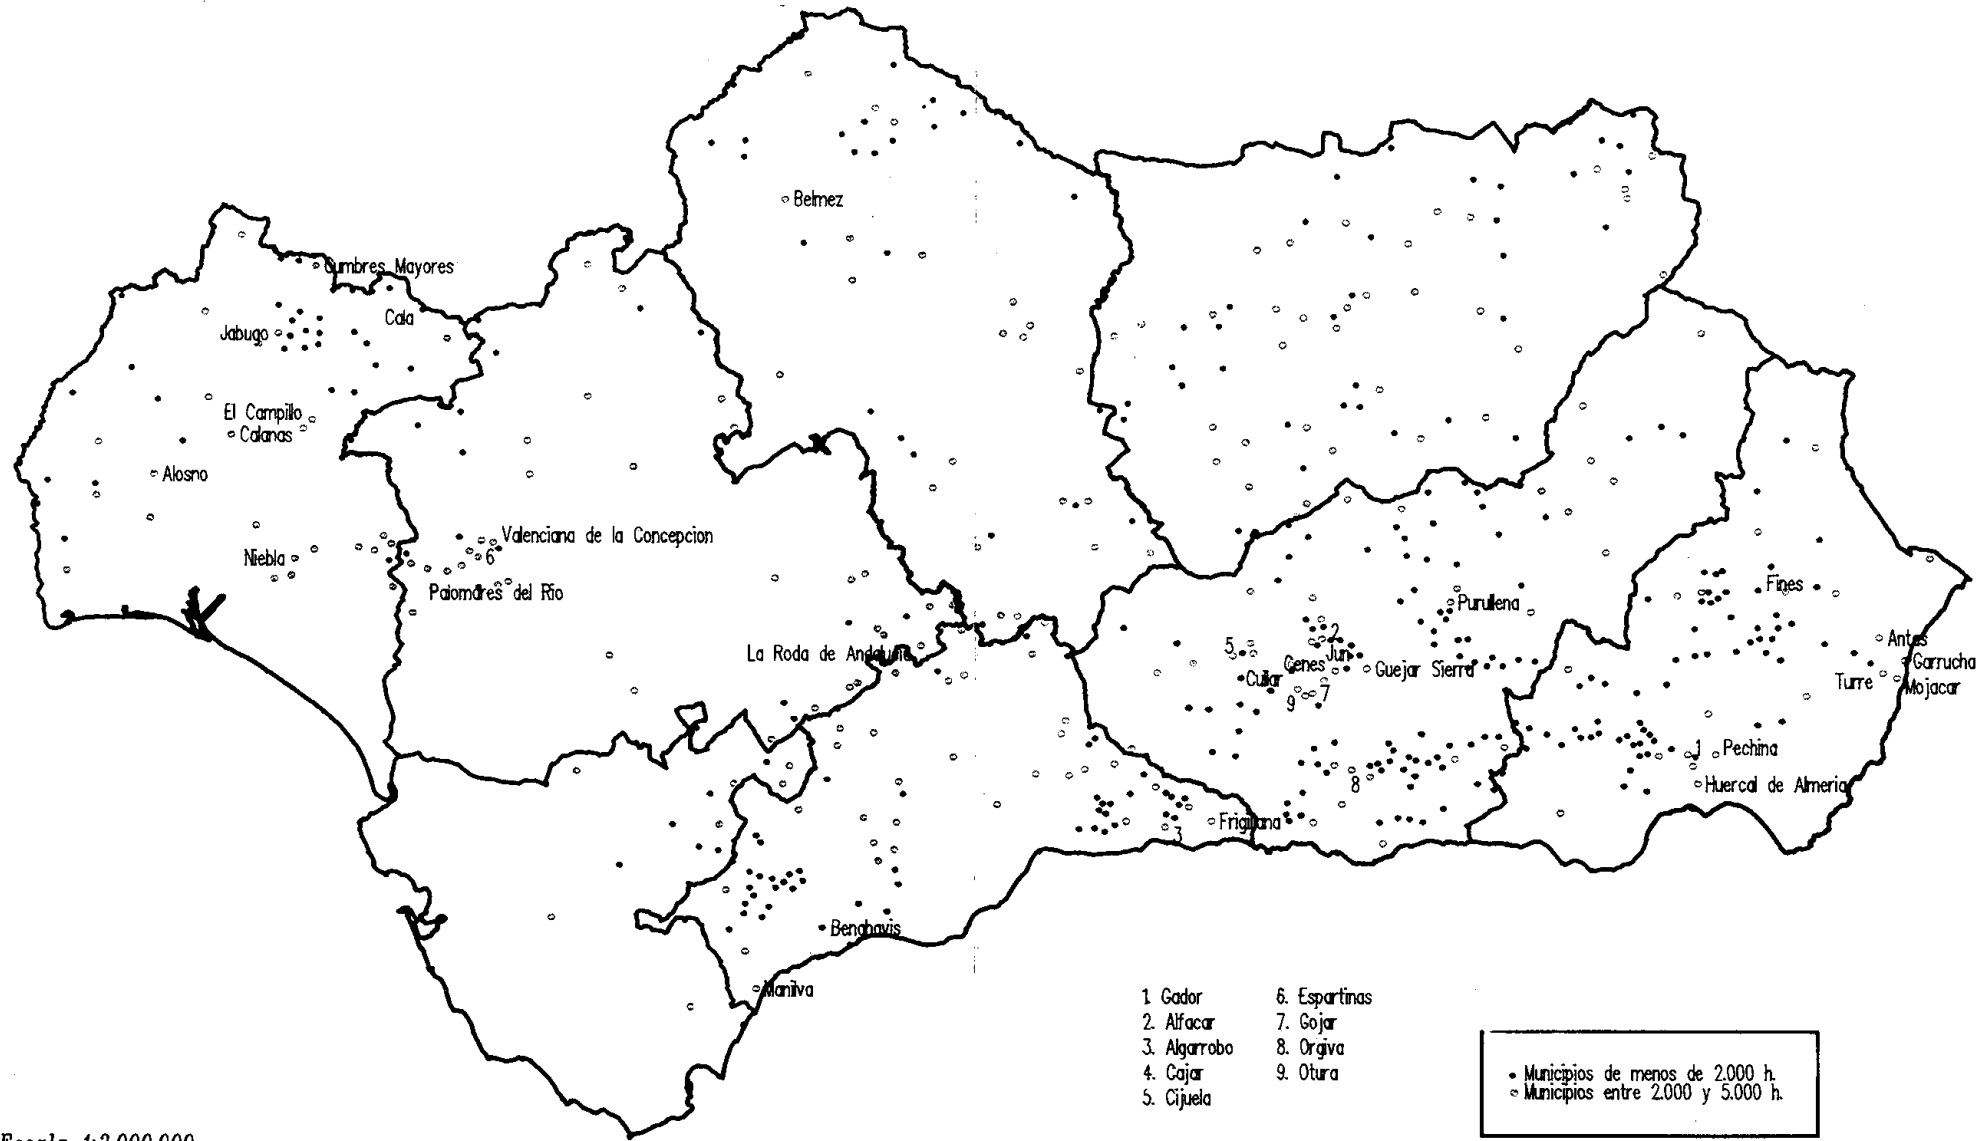 Belmez
Cumbres Mayores
Cala
Jabugo
El Campillo
Calanas
Alosno
Niebla
Valenciana de la Concepcion
6
Palomares del Rio
La Roda de Andalucia
Purullena
Fines
2
5
Jun
Cenes
Guejar Sierra
Cullar
7
9
Antas
Garrucha
Turre
Mojacar
1
Pechina
8
Huercal de Almeria
3
Frigiliana
Benahavis
Manilva
1 Gador
2. Alfacar
3. Algarrobo
4. Cajar
5. Cijuela
6. Espartinas
7. Gojar
8. Orgiva
9. Otura
Municipios de menos de 2.000 h.
Municipios entre 2.000 y 5.000 h.